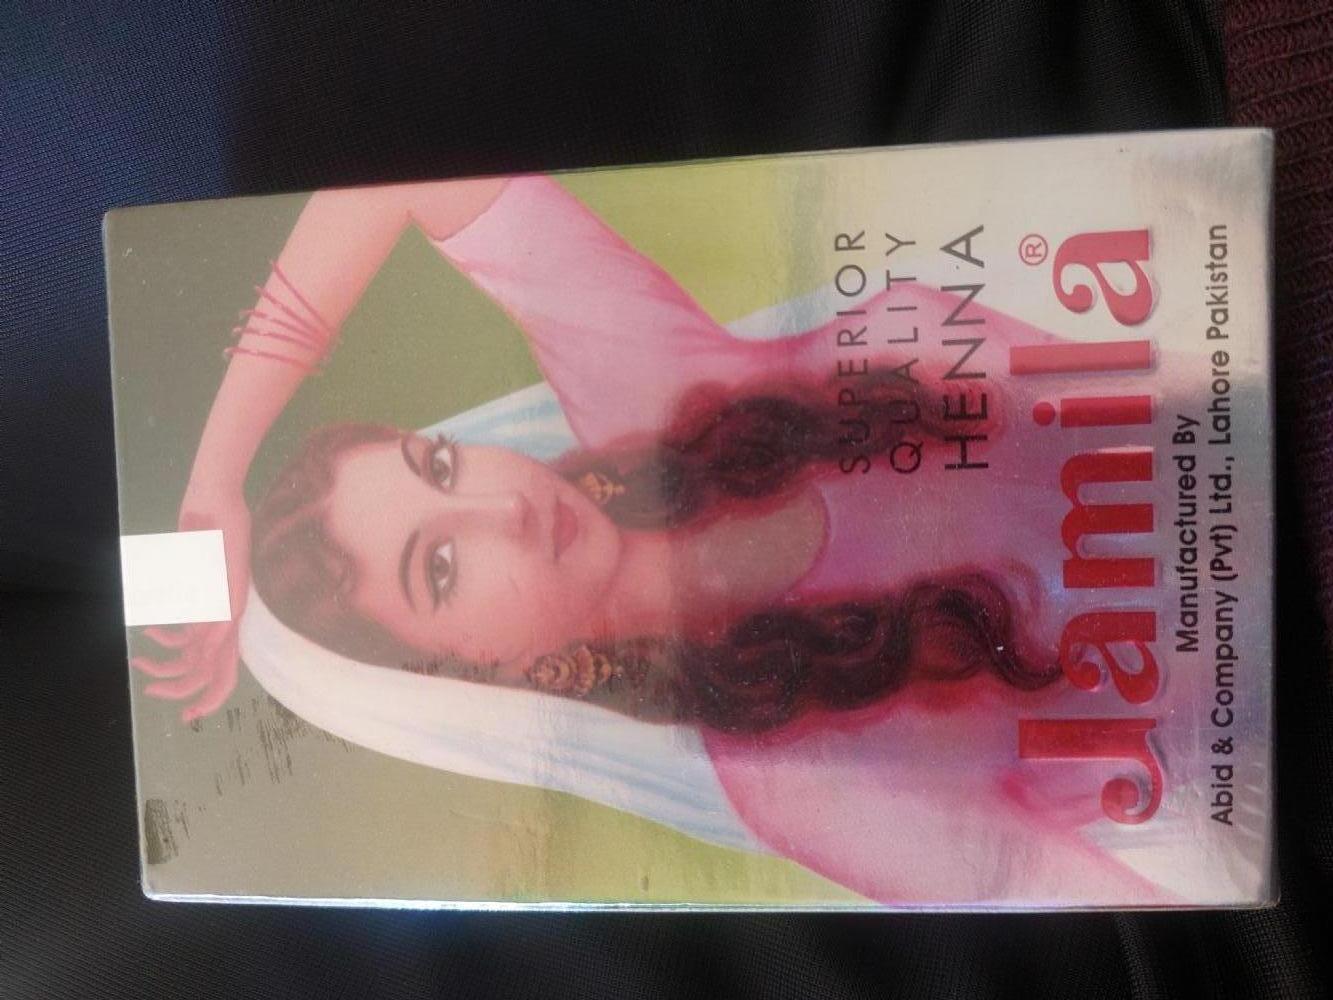 SUPERIOR
QUALITY
HENNA
Jamila®
Manufactured By
Abid & Company (Pvt) Ltd., Lahore Pakistan